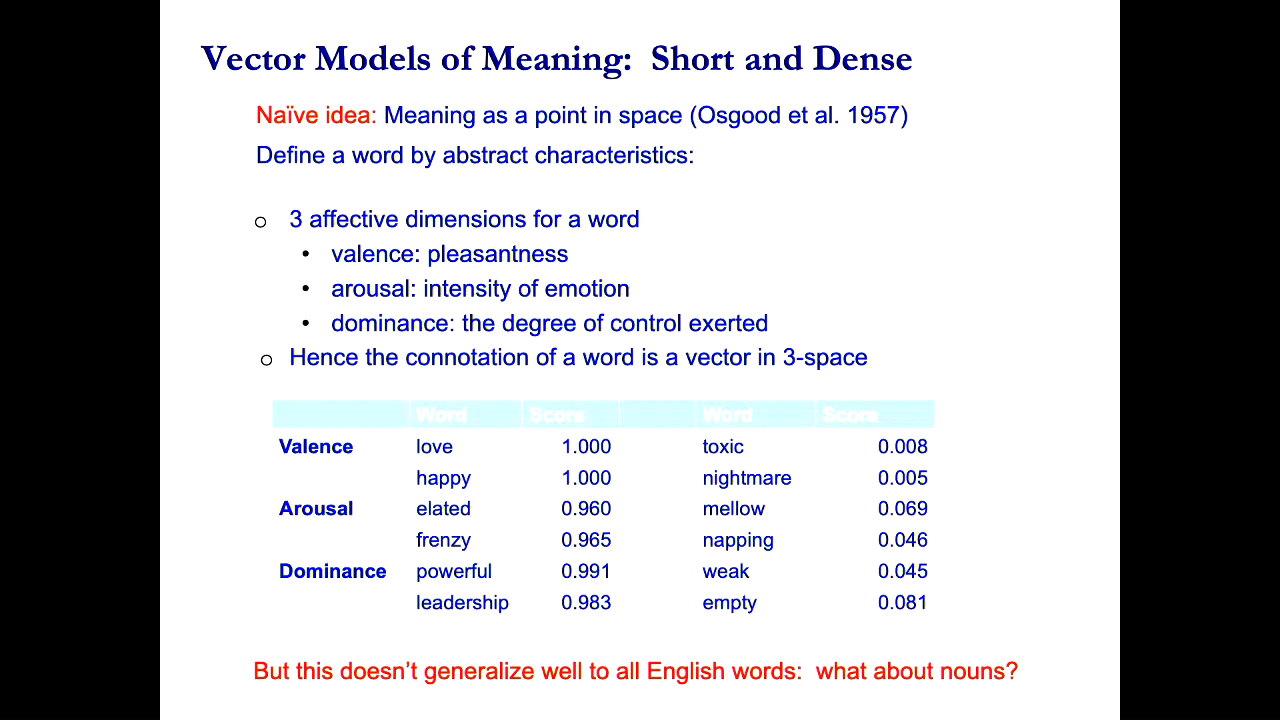 Vector Models of Meaning: Short and Dense
Naïve idea: Meaning as a point in space (Osgood et al. 1957)
Define a word by abstract characteristics:
o 3 affective dimensions for a word
• valence: pleasantness
• arousal: intensity of emotion
• dominance: the degree of control exerted
o Hence the connotation of a word is a vector in 3-space
Word Score Word Score
Valence love 1.000 toxic 0.008
happy 1.000 nightmare 0.005
Arousal elated 0.960 mellow 0.069
frenzy 0.965 napping 0.046
Dominance powerful 0.991 weak 0.045
leadership 0.983 empty 0.081
But this doesn’t generalize well to all English words: what about nouns?